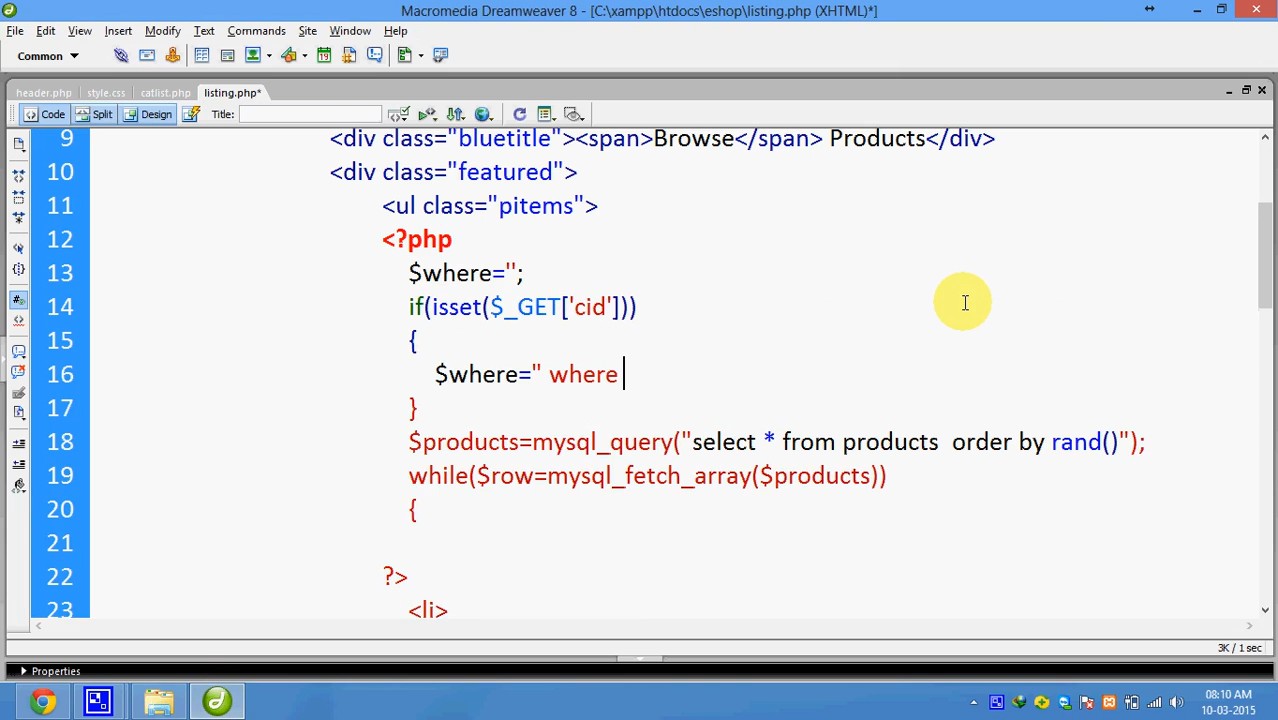 Macromedia Dreamweaver 8 - [C:\xampp\htdocs\eshop\listing.php (XHTML)*]
File Edit View Insert Modify Text Commands Site Window Help
Common
header.php style.css catlist.php listing.php*
Code Split Design Title:
9 <div class="bluetitle"><span>Browse</span> Products</div>
10 <div class="featured">
11 <ul class="pitems">
12 <?php
13 $where='';
14 if(isset($_GET['cid']))
15 {
16 $where=" where
17 }
18 $products=mysql_query("select * from products  order by rand()");
19 while($row=mysql_fetch_array($products))
20 {
21
22 ?>
23 <li>
3K / 1 sec
Properties
08:10 AM
10-03-2015